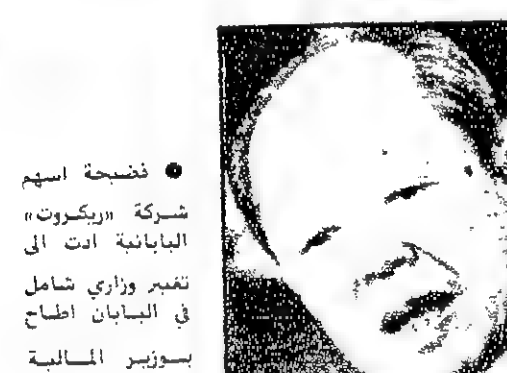 ● فضيحة اسهم
شركة «ريكروت»
اليابانية ادت الى
تغيير وزاري شامل
في اليابان اطاح
بوزير المالية